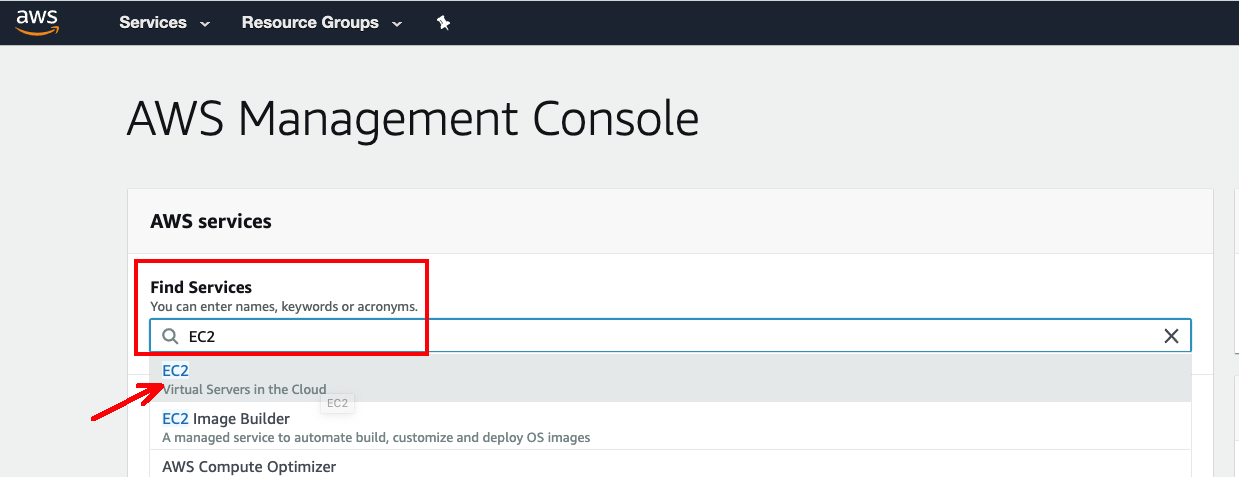 aws Services Resource Groups
AWS Management Console
AWS services
Find Services
You can enter names, keywords or acronyms.
EC2
EC2
Virtual Servers in the Cloud
EC2
EC2 Image Builder
A managed service to automate build, customize and deploy OS images
AWS Compute Optimizer